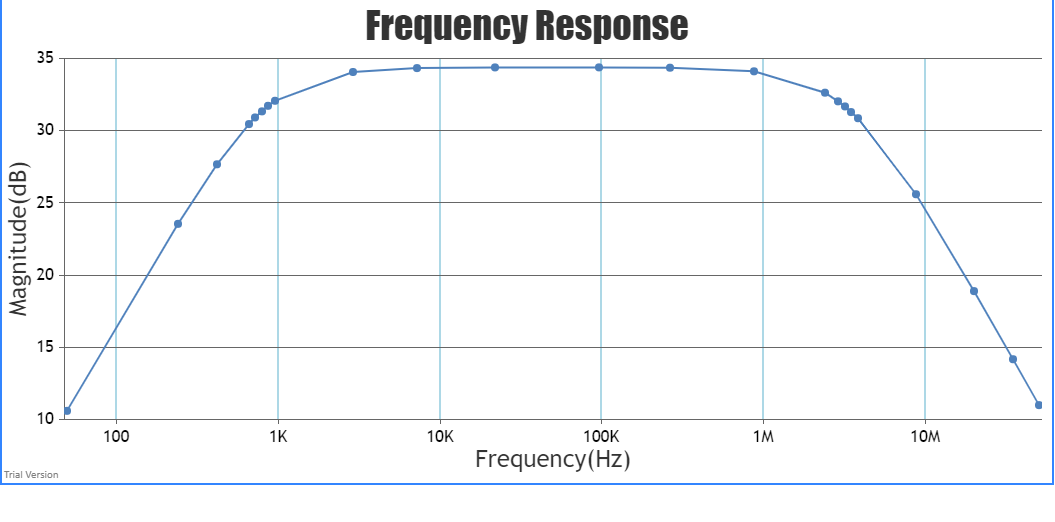 Frequency Response
35
30
25
20
15
10
Magnitude(dB)
100 1K 10K 100K 1M 10M
Frequency(Hz)
Trial Version